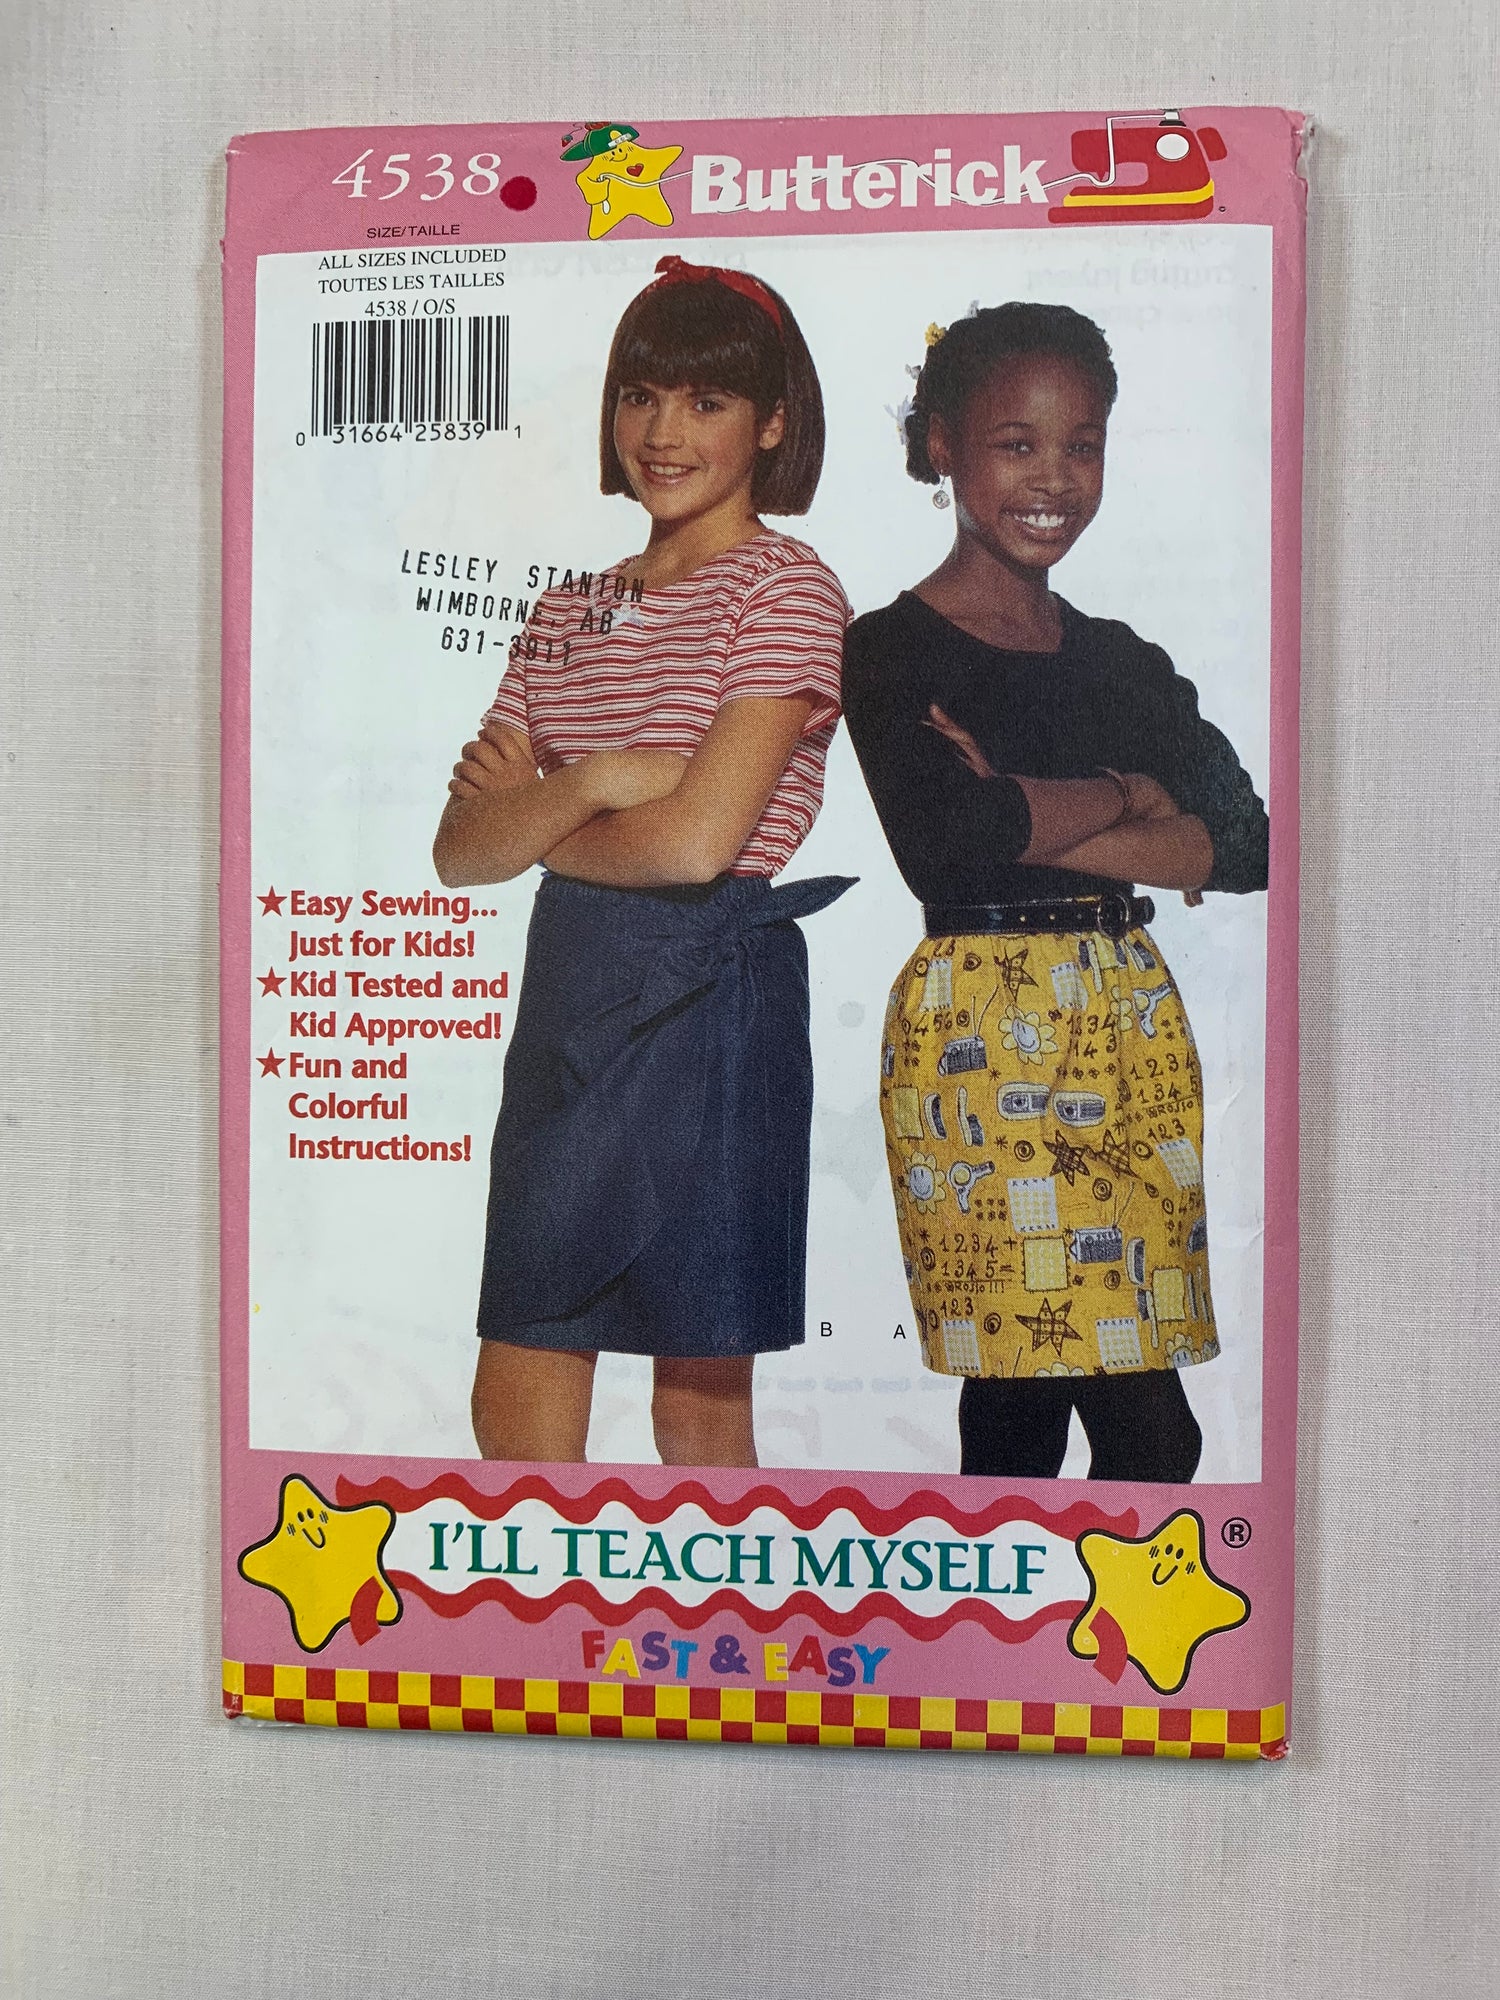 4538
Butterick
SIZE/TAILLE
ALL SIZES INCLUDED
TOUTES LES TAILLES
4538 / O/S
0 31664 25839 1
LESLEY STANTON
WIMBORNE, AB
631-3911
★Easy Sewing...
Just for Kids!
★Kid Tested and
Kid Approved!
★Fun and
Colorful
Instructions!
B A
I'LL TEACH MYSELF ®
FAST & EASY